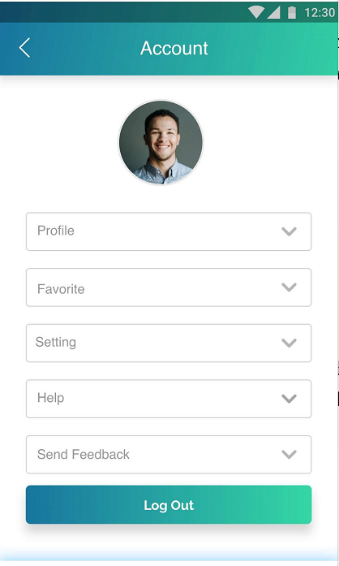 12:30
Account
Profile
Favorite
Setting
Help
Send Feedback
Log Out